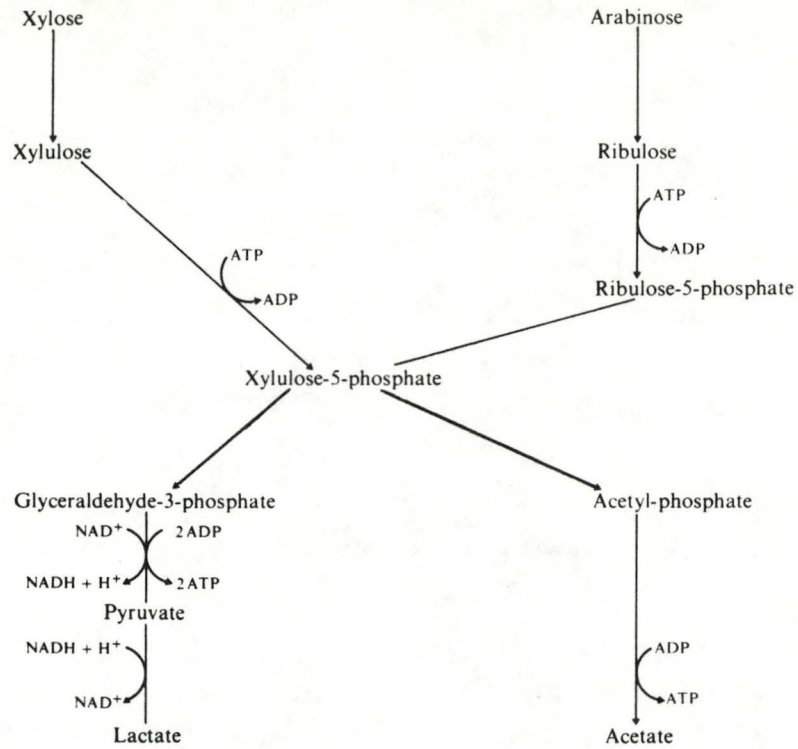 Xylose
Arabinose
Xylulose
Ribulose
ATP
ADP
ATP
ADP
Ribulose-5-phosphate
Xylulose-5-phosphate
Glyceraldehyde-3-phosphate
Acetyl-phosphate
NAD+ 2ADP
NADH + H+ 2ATP
Pyruvate
NADH + H+
ADP
NAD+
ATP
Lactate
Acetate